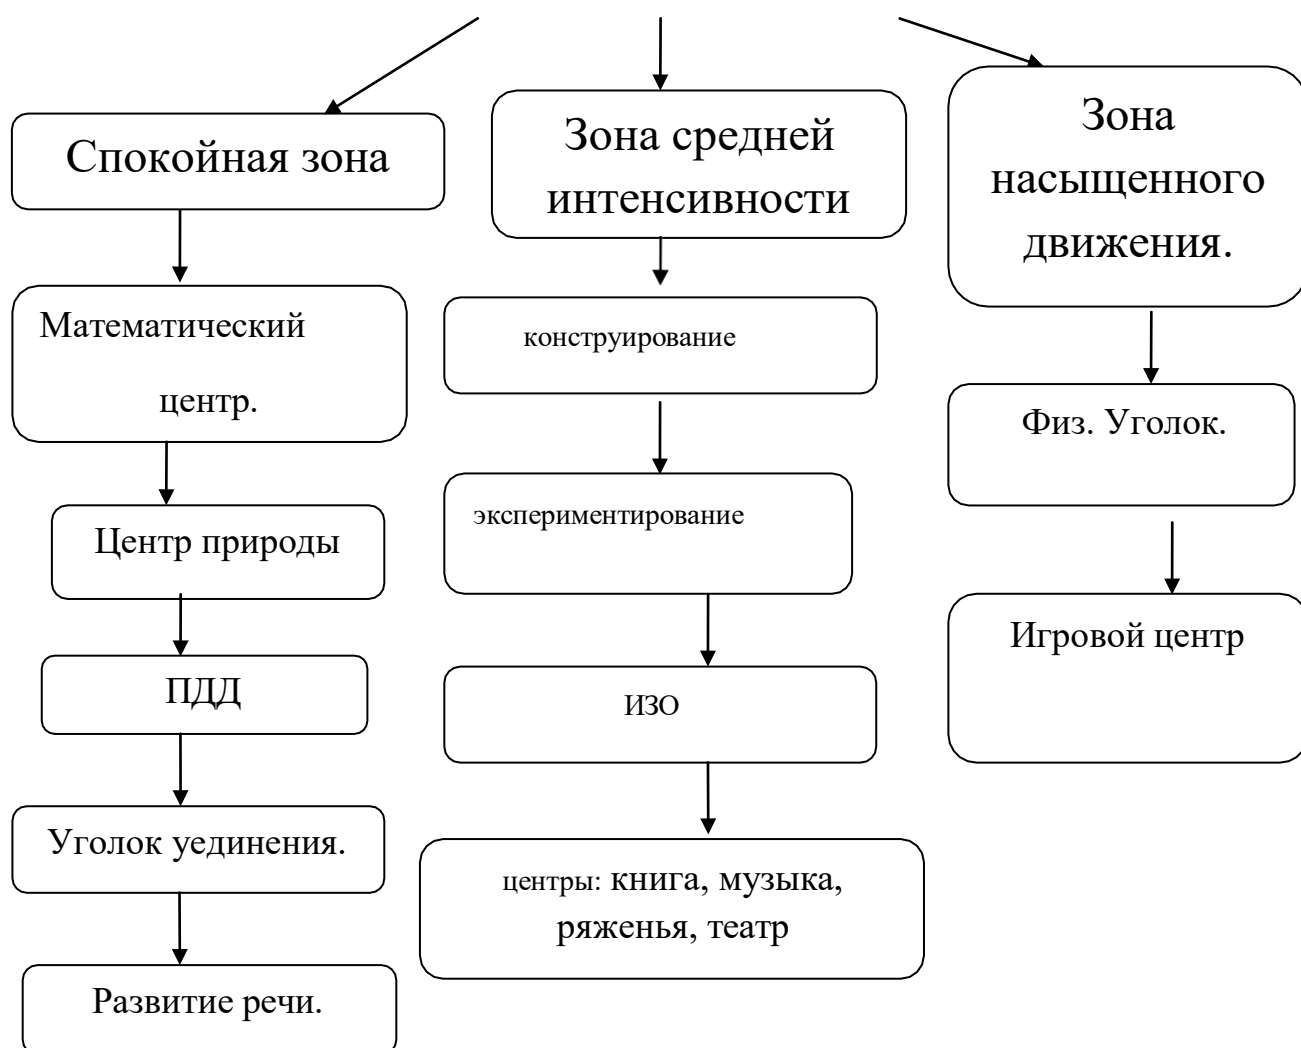 Спокойная зона
Математический
центр.
Центр природы
ПДД
Уголок уединения.
Развитие речи.
Зона средней
интенсивности
конструирование
экспериментирование
ИЗО
центры: книга, музыка,
ряженья, театр
Зона
насыщенного
движения.
Физ. Уголок.
Игровой центр